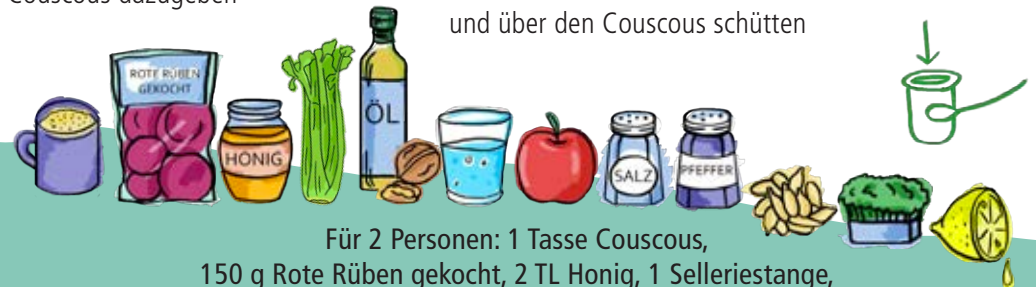 Couscous dazugeben
und über den Couscous schütten
ROTE RÜBEN
GEKOCHT
HONIG
ÖL
SALZ
PFEFFER
Für 2 Personen: 1 Tasse Couscous,
150 g Rote Rüben gekocht, 2 TL Honig, 1 Selleriestange,